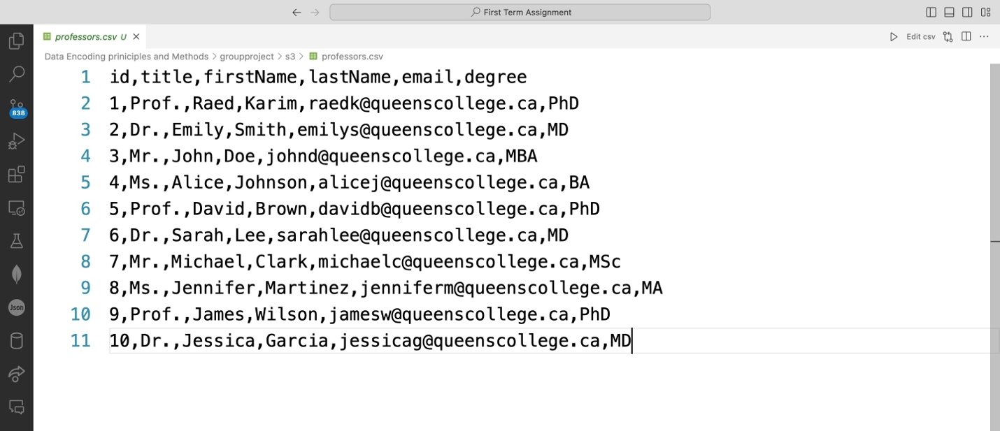 First Term Assignment
professors.csv U
Edit csv
Data Encoding priniciples and Methods > groupproject > s3 > professors.csv
1 id,title,firstName,lastName,email,degree
2 1,Prof.,Raed,Karim,raedk@queenscollege.ca,PhD
838
3 2,Dr.,Emily,Smith,emilys@queenscollege.ca,MD
4 3,Mr.,John,Doe,johnd@queenscollege.ca,MBA
5 4,Ms.,Alice,Johnson,alicej@queenscollege.ca,BA
6 5,Prof.,David,Brown,davidb@queenscollege.ca,PhD
7 6,Dr.,Sarah,Lee,sarahlee@queenscollege.ca,MD
8 7,Mr.,Michael,Clark,michaelc@queenscollege.ca,MSc
9 8,Ms.,Jennifer,Martinez,jenniferm@queenscollege.ca,MA
Json
10 9,Prof.,James,Wilson,jamesw@queenscollege.ca,PhD
11 10,Dr.,Jessica,Garcia,jessicag@queenscollege.ca,MD